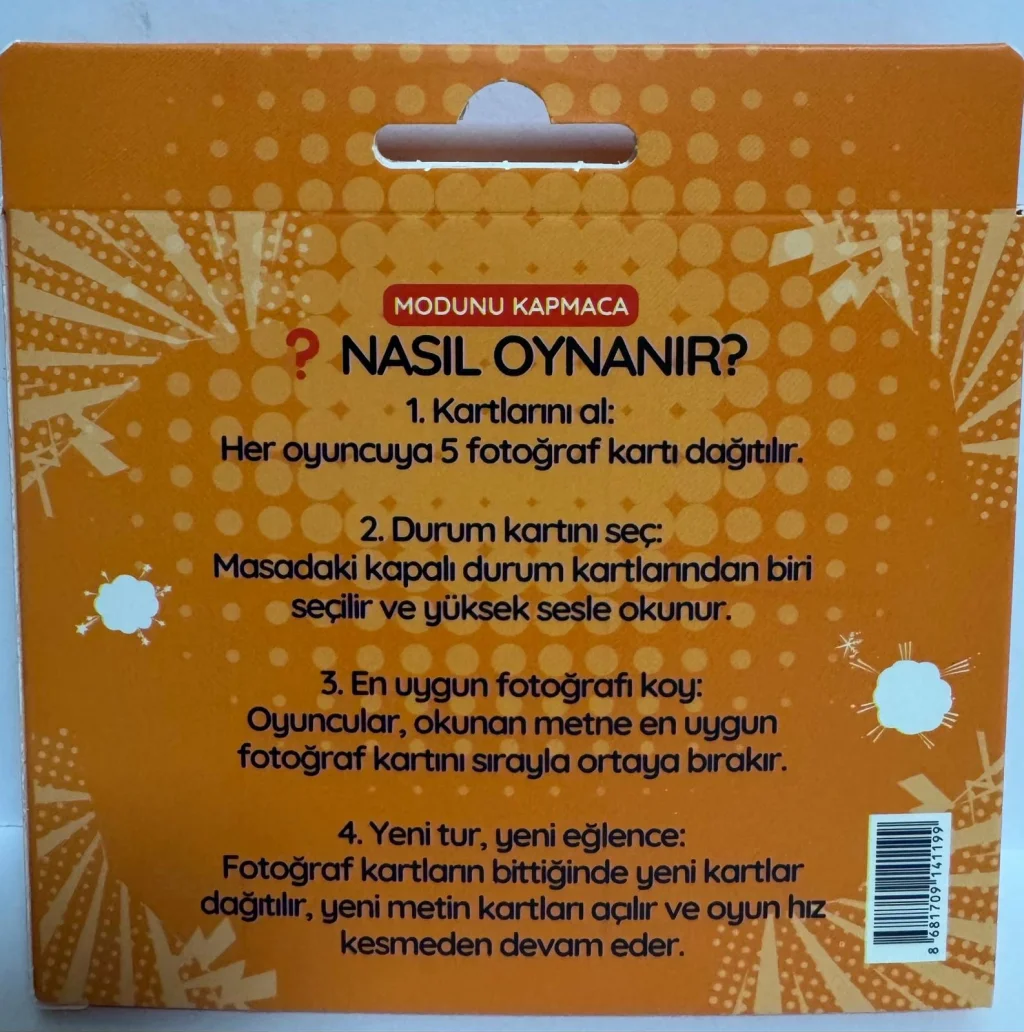 MODUNU KAPMACA
❓ NASIL OYNANIR?
1. Kartlarını al:
Her oyuncuya 5 fotoğraf kartı dağıtılır.
2. Durum kartını seç:
Masadaki kapalı durum kartlarından biri
seçilir ve yüksek sesle okunur.
3. En uygun fotoğrafı koy:
Oyuncular, okunan metne en uygun
fotoğraf kartını sırayla ortaya bırakır.
4. Yeni tur, yeni eğlence:
Fotoğraf kartların bittiğinde yeni kartlar
dağıtılır, yeni metin kartları açılır ve oyun hız
kesmeden devam eder.
8 681709 141199